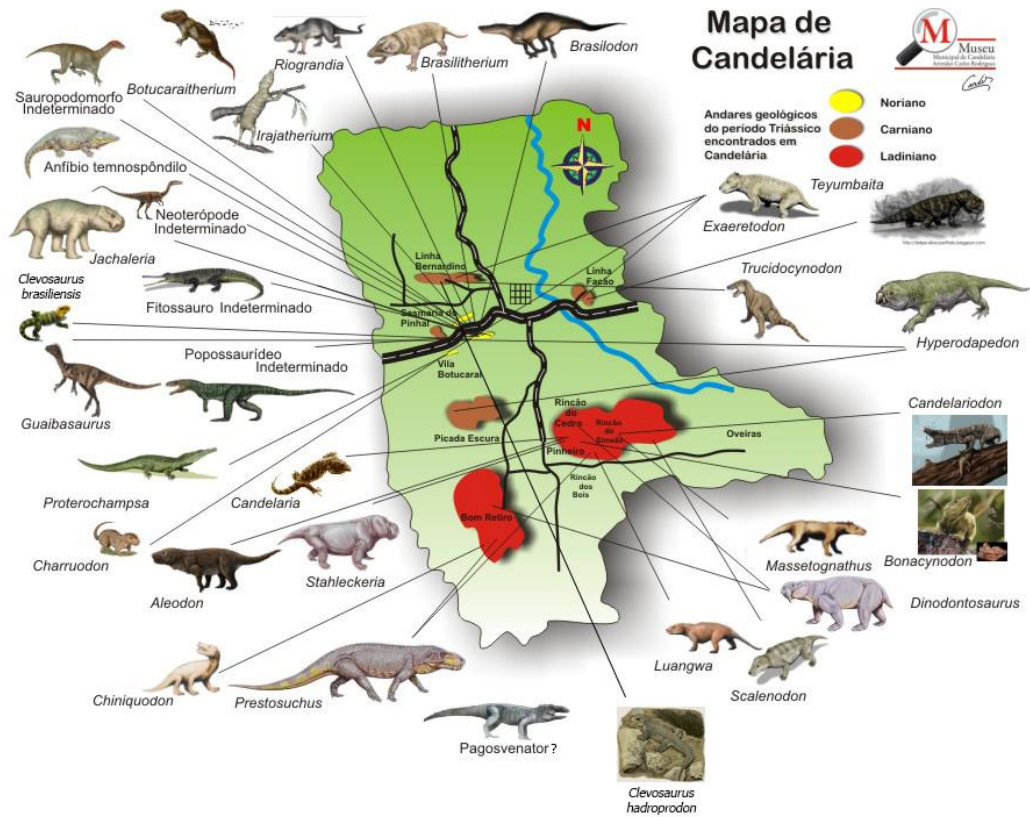 Mapa de
Candelária
M
Museu
Municipal de Candelária
Aristides Carlos Rodrigues
Andares geológicos
do período Triássico
encontrados em
Candelária
Noriano
Carniano
Ladiniano
N
Riograndia
Brasilitherium
Brasilodon
Sauropodomorfo
Indeterminado
Botucaraitherium
Irajatherium
Anfíbio temnospôndilo
Neoterópode
Indeterminado
Jachaleria
Clevosaurus
brasiliensis
Fitossauro Indeterminado
Popossaurídeo
Indeterminado
Guaibasaurus
Proterochampsa
Candelaria
Charruodon
Aleodon
Stahleckeria
Chiniquodon
Prestosuchus
Pagosvenator?
Clevosaurus
hadroprodon
Teyumbaita
Exaeretodon
Trucidocynodon
Hyperodapedon
Candelariodon
Massetognathus
Bonacynodon
Dinodontosaurus
Luangwa
Scalenodon
Linha
Bernardino
Linha
Facão
Sesmaria do
Pinhal
Vila
Botucaraí
Picada Escura
Rincão
do
Cedro
Rincão
do
Simeão
Pinheiro
Oveiras
Rincão
dos
Bois
Bom Retiro